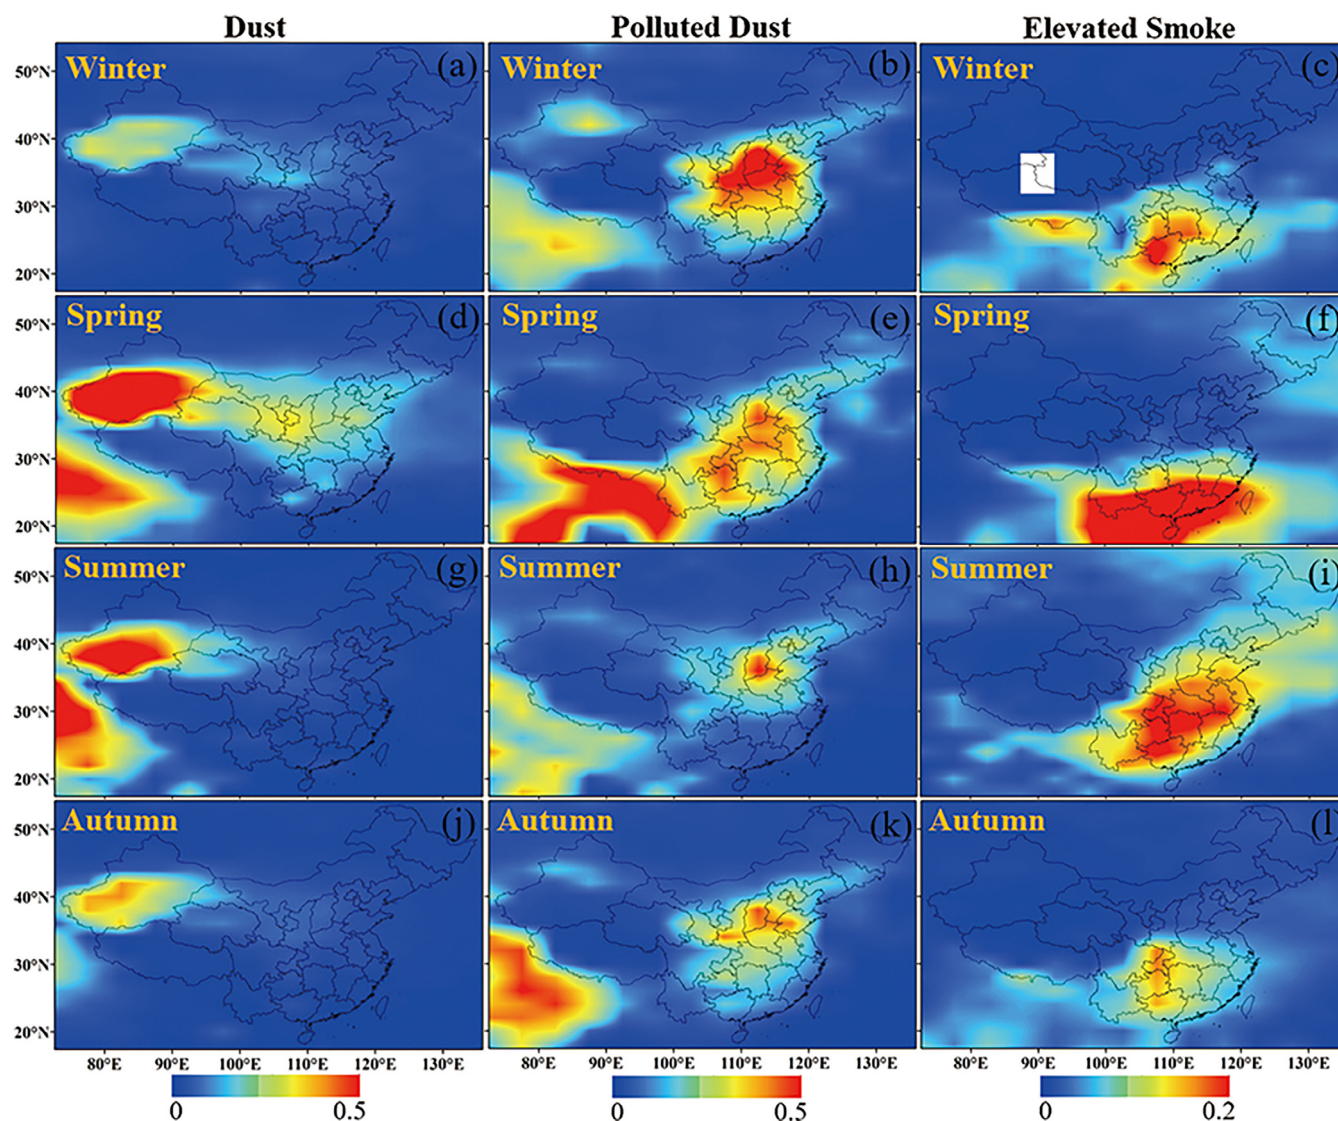 Dust Polluted Dust Elevated Smoke
50°N Winter (a) Winter (b) Winter (c)
40°N
30°N
20°N
50°N Spring (d) Spring (e) Spring (f)
40°N
30°N
20°N
50°N Summer (g) Summer (h) Summer (i)
40°N
30°N
20°N
50°N Autumn (j) Autumn (k) Autumn (l)
40°N
30°N
20°N
80°E 90°E 100°E 110°E 120°E 130°E 80°E 90°E 100°E 110°E 120°E 130°E 80°E 90°E 100°E 110°E 120°E 130°E
0 0.5 0 0.5 0 0.2